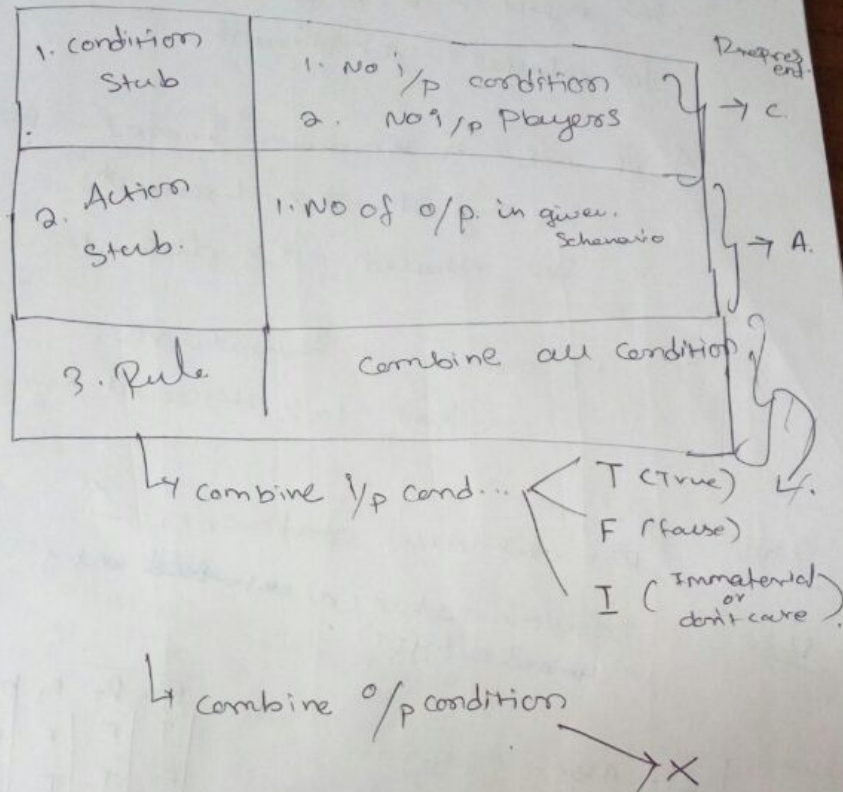 1. Condition Stub
1. No i/p condition
2. No i/p Players
→ C.
2. Action Stub.
1. No of o/p. in given. Schenario
→ A.
3. Rule
combine all condition
↳ combine i/p cond...
T (True)
F (false)
I (Immaterial or don't care).
↳ combine o/p condition
→ X